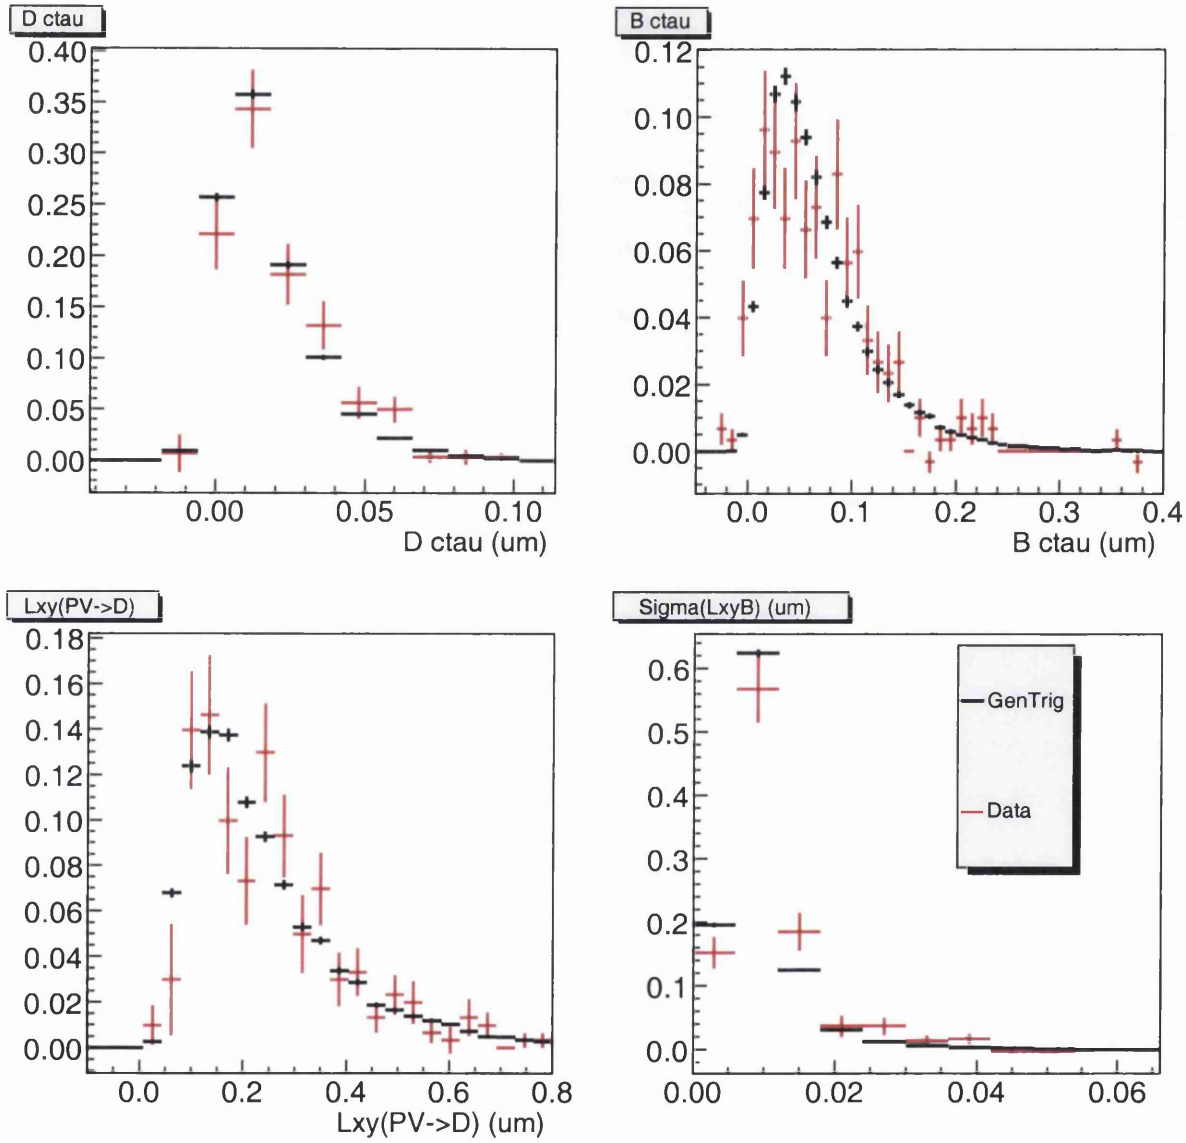 D ctau
0.40
0.35
0.30
0.25
0.20
0.15
0.10
0.05
0.00
0.00 0.05 0.10
D ctau (um)
B ctau
0.12
0.10
0.08
0.06
0.04
0.02
0.00
0.0 0.1 0.2 0.3 0.4
B ctau (um)
Lxy(PV->D)
0.18
0.16
0.14
0.12
0.10
0.08
0.06
0.04
0.02
0.00
0.0 0.2 0.4 0.6 0.8
Lxy(PV->D) (um)
Sigma(LxyB) (um)
0.6
0.5
0.4
0.3
0.2
0.1
0.0
0.00 0.02 0.04 0.06
GenTrig
Data